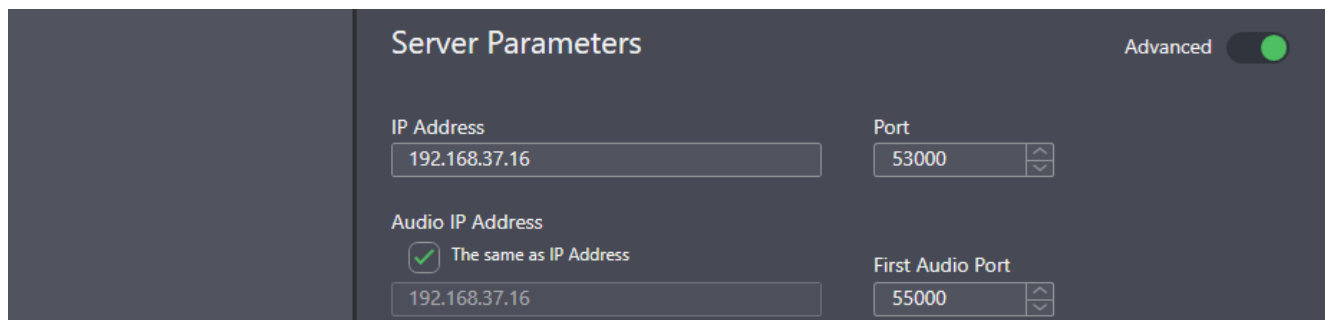 Server Parameters
Advanced
IP Address
Port
192.168.37.16
53000
Audio IP Address
The same as IP Address
First Audio Port
192.168.37.16
55000